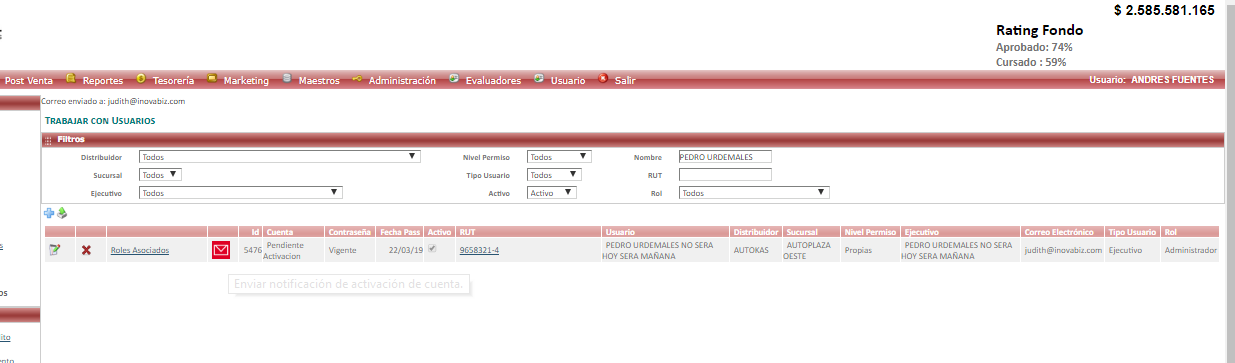 $ 2.585.581.165
Rating Fondo
Aprobado: 74%
Cursado : 59%
Post Venta Reportes Tesorería Marketing Maestros Administración Evaluadores Usuario Salir Usuario: ANDRES FUENTES
Correo enviado a: judith@inovabiz.com
TRABAJAR CON USUARIOS
Filtros
Distribuidor Todos Nivel Permiso Todos Nombre PEDRO URDEMALES
Sucursal Todos Tipo Usuario Todos RUT
Ejecutivo Todos Activo Activo Rol Todos
Id Cuenta Contraseña Fecha Pass Activo RUT Usuario Distribuidor Sucursal Nivel Permiso Ejecutivo Correo Electrónico Tipo Usuario Rol
Roles Asociados 5476 Pendiente Activacion Vigente 22/03/19 9658321-4 PEDRO URDEMALES NO SERA HOY SERA MAÑANA AUTOKAS AUTOPLAZA OESTE Propias PEDRO URDEMALES NO SERA HOY SERA MAÑANA judith@inovabiz.com Ejecutivo Administrador
Enviar notificación de activación de cuenta.